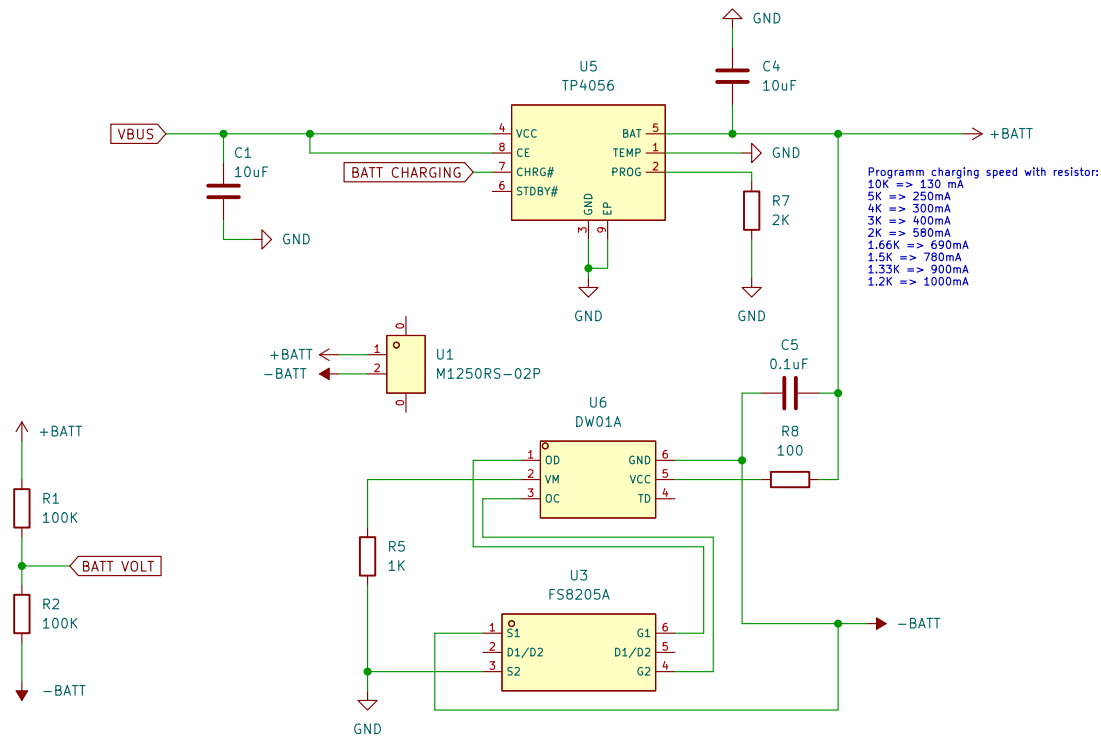 GND
C4
10uF
U5
TP4056
VBUS
4
VCC
8
CE
7
CHRG#
6
STDBY#
BAT
5
TEMP
1
PROG
2
GND
3
EP
9
+BATT
GND
BATT CHARGING
C1
10uF
GND
R7
2K
GND
GND
Programm charging speed with resistor:
10K => 130 mA
5K => 250mA
4K => 300mA
3K => 400mA
2K => 580mA
1.66K => 690mA
1.5K => 780mA
1.33K => 900mA
1.2K => 1000mA
0
+BATT
1
-BATT
2
0
U1
M1250RS-02P
C5
0.1uF
R8
100
U6
DW01A
1
OD
2
VM
3
OC
GND
6
VCC
5
TD
4
+BATT
R1
100K
BATT VOLT
R2
100K
-BATT
R5
1K
U3
FS8205A
1
S1
2
D1/D2
3
S2
G1
6
D1/D2
5
G2
4
-BATT
GND